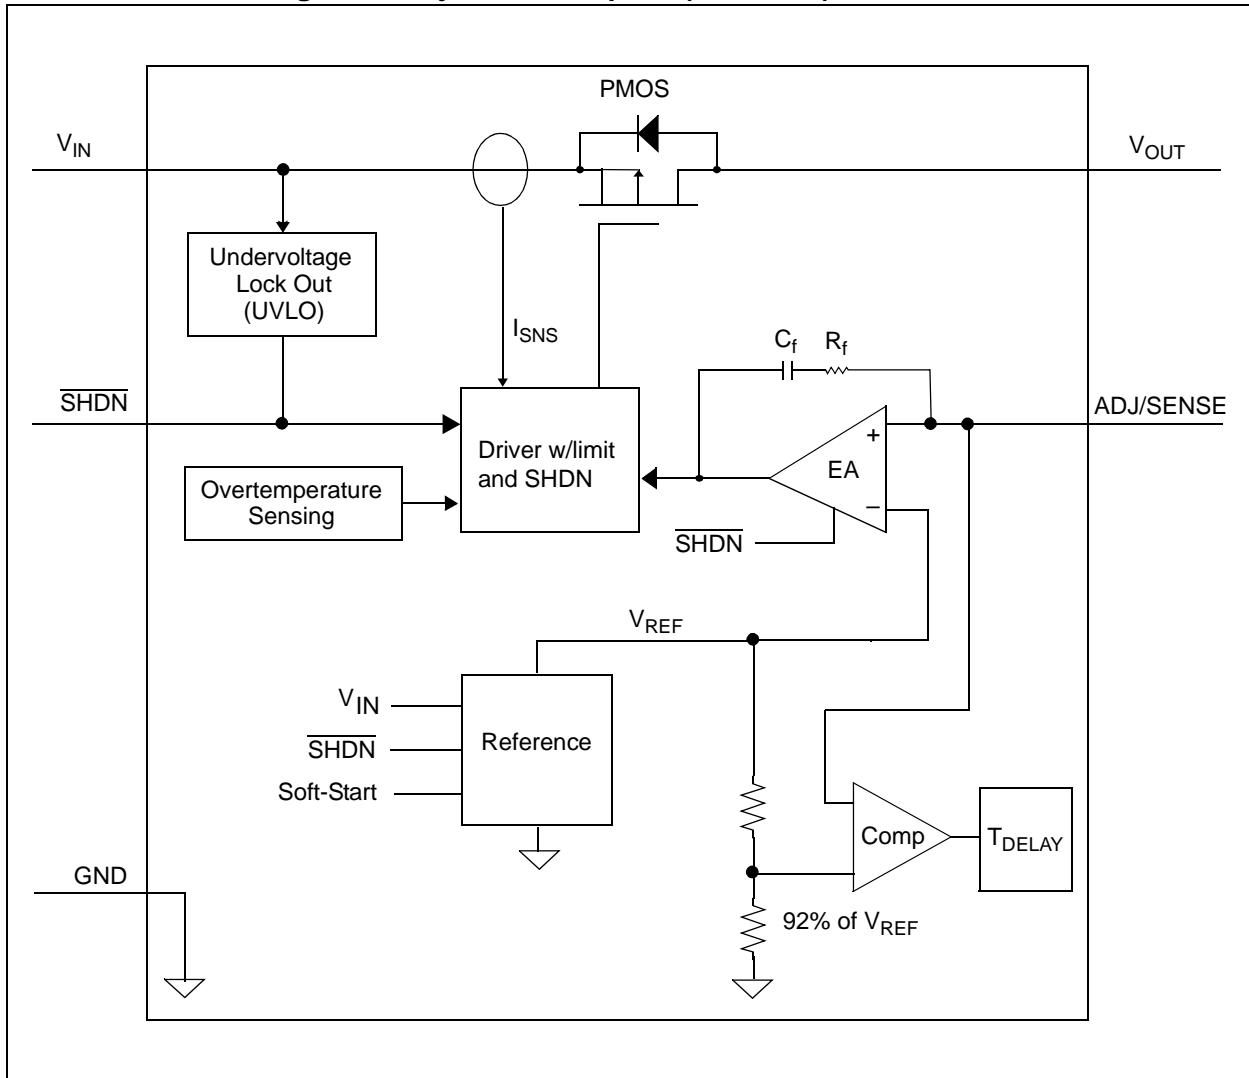 PMOS
V_IN
V_OUT
Undervoltage
Lock Out
(UVLO)
I_SNS
C_f
R_f
SHDN
ADJ/SENSE
Driver w/limit
and SHDN
+
EA
−
Overtemperature
Sensing
SHDN
V_REF
V_IN
SHDN
Soft-Start
Reference
Comp
T_DELAY
GND
92% of V_REF